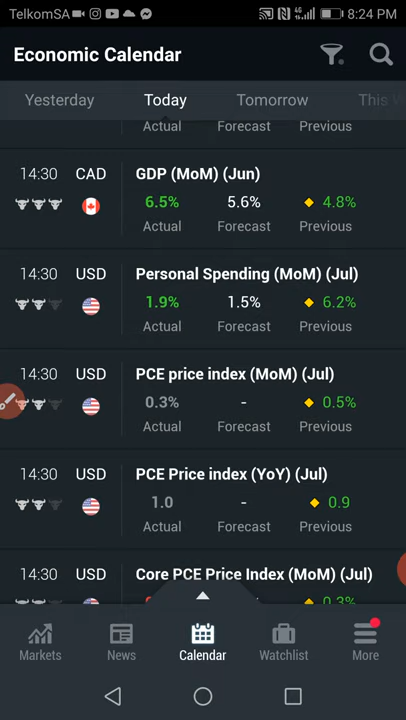 TelkomSA
8:24 PM
Economic Calendar
Yesterday Today Tomorrow This W
Actual Forecast Previous
14:30 CAD GDP (MoM) (Jun)
6.5% 5.6% 4.8%
Actual Forecast Previous
14:30 USD Personal Spending (MoM) (Jul)
1.9% 1.5% 6.2%
Actual Forecast Previous
14:30 USD PCE price index (MoM) (Jul)
0.3% - 0.5%
Actual Forecast Previous
14:30 USD PCE Price index (YoY) (Jul)
1.0 - 0.9
Actual Forecast Previous
14:30 USD Core PCE Price Index (MoM) (Jul)
0.3%
Markets News Calendar Watchlist More